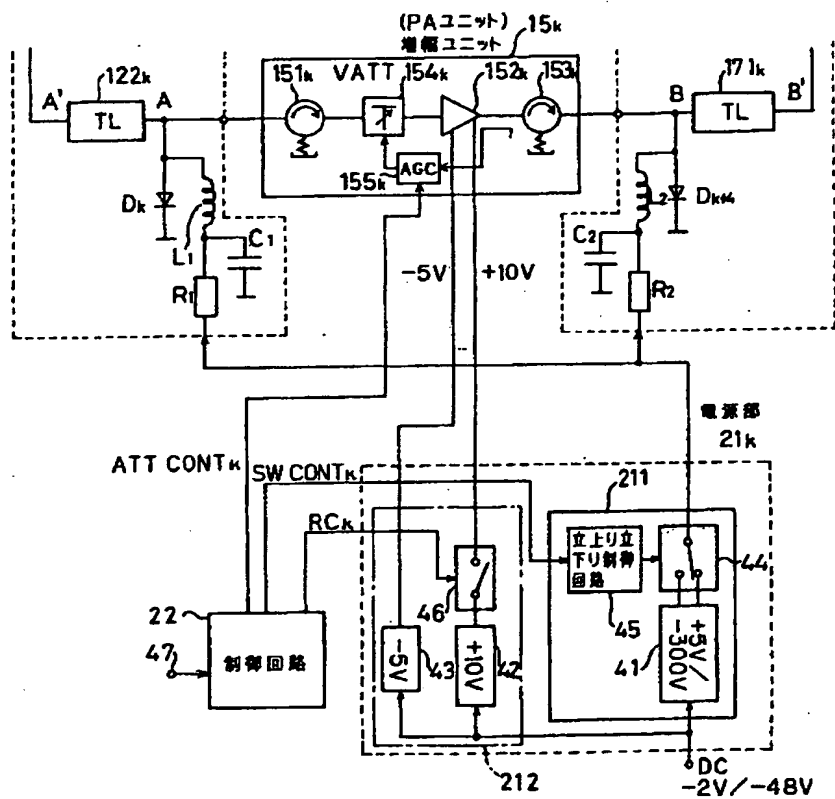 (PAユニット)
増幅ユニット
15k
122k
151k
VATT
154k
152k
153k
171k
A'
TL
A
B
TL
B'
AGC
155k
Dk
L1
C1
R1
-5V
+10V
C2
L2
Dk+4
R2
電源部
21k
ATT CONTk
SW CONTk
RCk
211
立上り立
下り制御
回路
44
45
46
22
47
制御回路
-5V
43
+10V
42
41
+5V/
-300V
212
DC
-2V/-48V